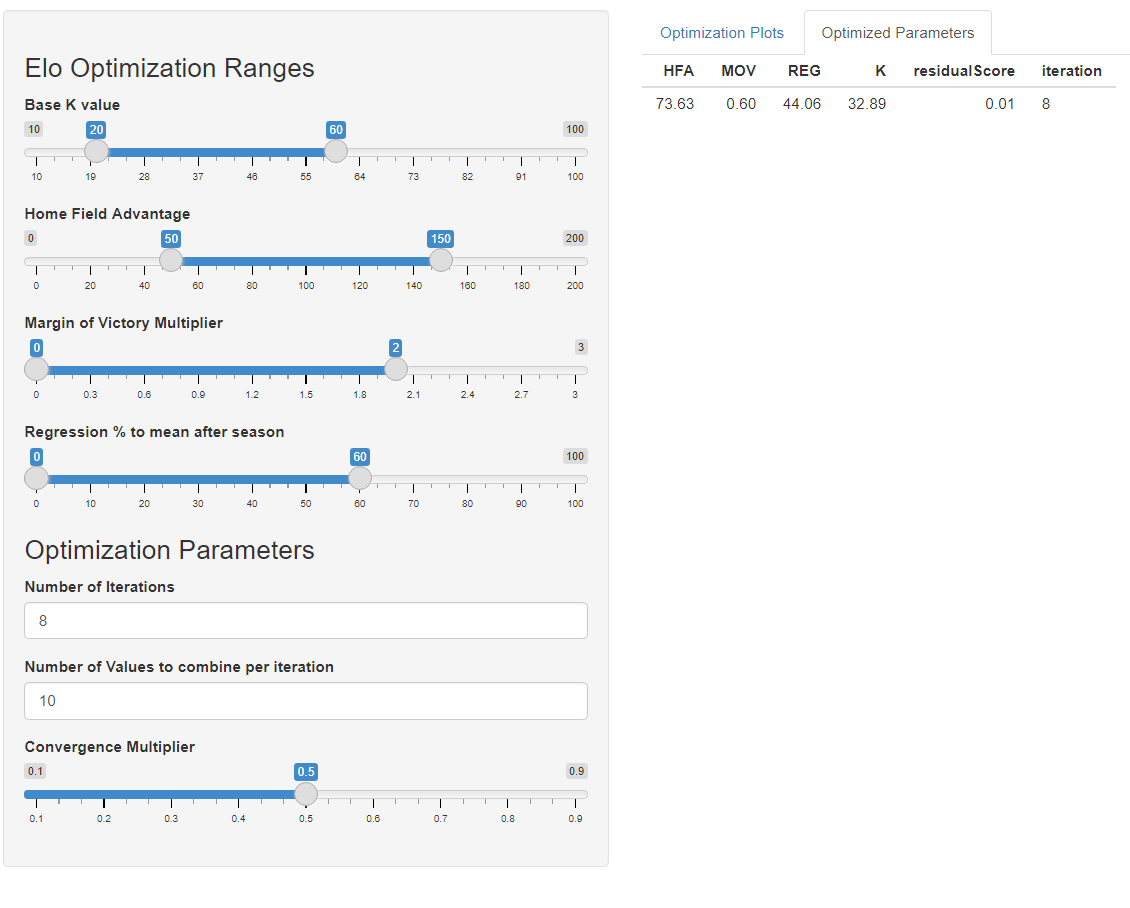 Elo Optimization Ranges
Base K value
10 20 60 100
10 19 28 37 46 55 64 73 82 91 100
Home Field Advantage
0 50 150 200
0 20 40 60 80 100 120 140 160 180 200
Margin of Victory Multiplier
0 2 3
0 0.3 0.6 0.9 1.2 1.5 1.8 2.1 2.4 2.7 3
Regression % to mean after season
0 60 100
0 10 20 30 40 50 60 70 80 90 100
Optimization Parameters
Number of Iterations
8
Number of Values to combine per iteration
10
Convergence Multiplier
0.1 0.5 0.9
0.1 0.2 0.3 0.4 0.5 0.6 0.7 0.8 0.9
Optimization Plots Optimized Parameters
HFA MOV REG K residualScore iteration
73.63 0.60 44.06 32.89 0.01 8